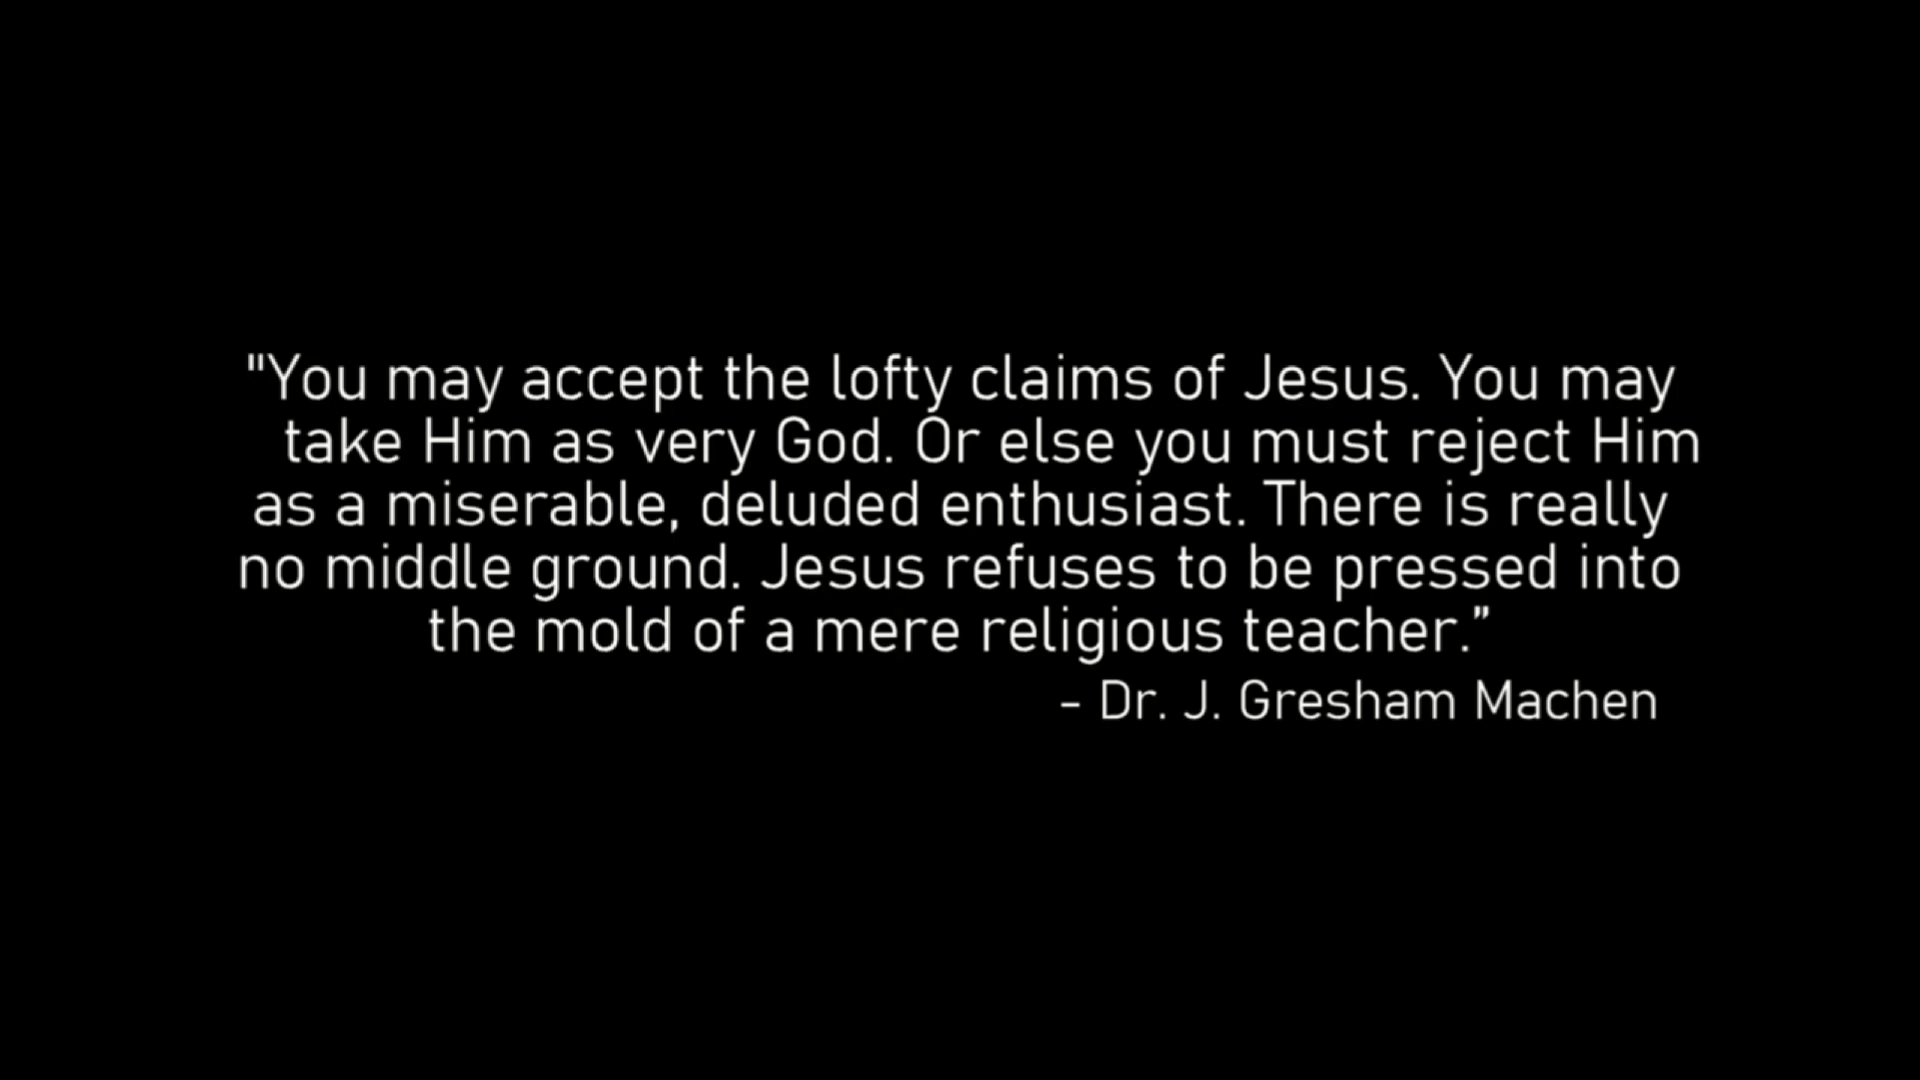 "You may accept the lofty claims of Jesus. You may
take Him as very God. Or else you must reject Him
as a miserable, deluded enthusiast. There is really
no middle ground. Jesus refuses to be pressed into
the mold of a mere religious teacher.”
- Dr. J. Gresham Machen